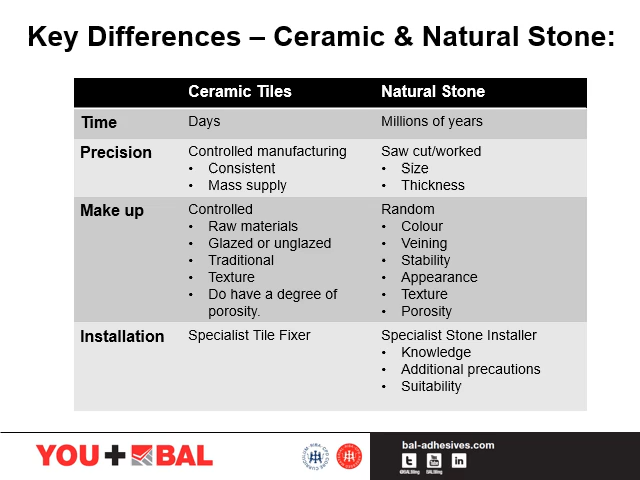 Key Differences – Ceramic & Natural Stone:
Ceramic Tiles Natural Stone
Time Days Millions of years
Precision Controlled manufacturing Saw cut/worked
• Consistent • Size
• Mass supply • Thickness
Make up Controlled Random
• Raw materials • Colour
• Glazed or unglazed • Veining
• Traditional • Stability
• Texture • Appearance
• Do have a degree of • Texture
porosity. • Porosity
Installation Specialist Tile Fixer Specialist Stone Installer
• Knowledge
• Additional precautions
• Suitability
YOU+BAL
bal-adhesives.com